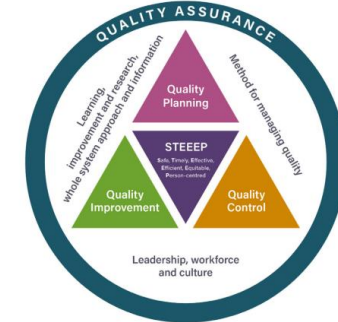 QUALITY ASSURANCE
Learning,
improvement and research,
whole system approach and information
Method for managing quality
Quality
Planning
STEEEP
Safe, Timely, Effective,
Efficient, Equitable,
Person-centred
Quality
Improvement
Quality
Control
Leadership, workforce
and culture